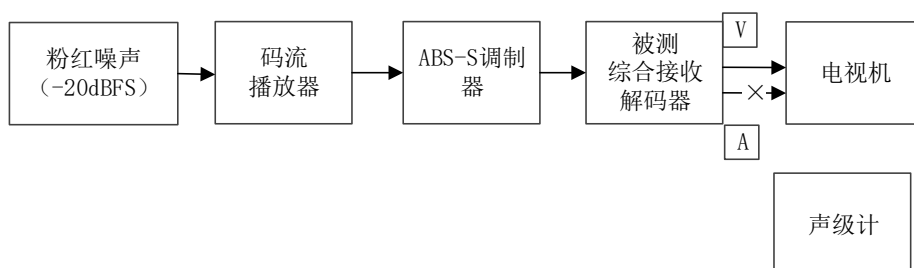 粉红噪声
(-20dBFS)
码流
播放器
ABS-S调制
器
被测
综合接收
解码器
V
A
电视机
声级计